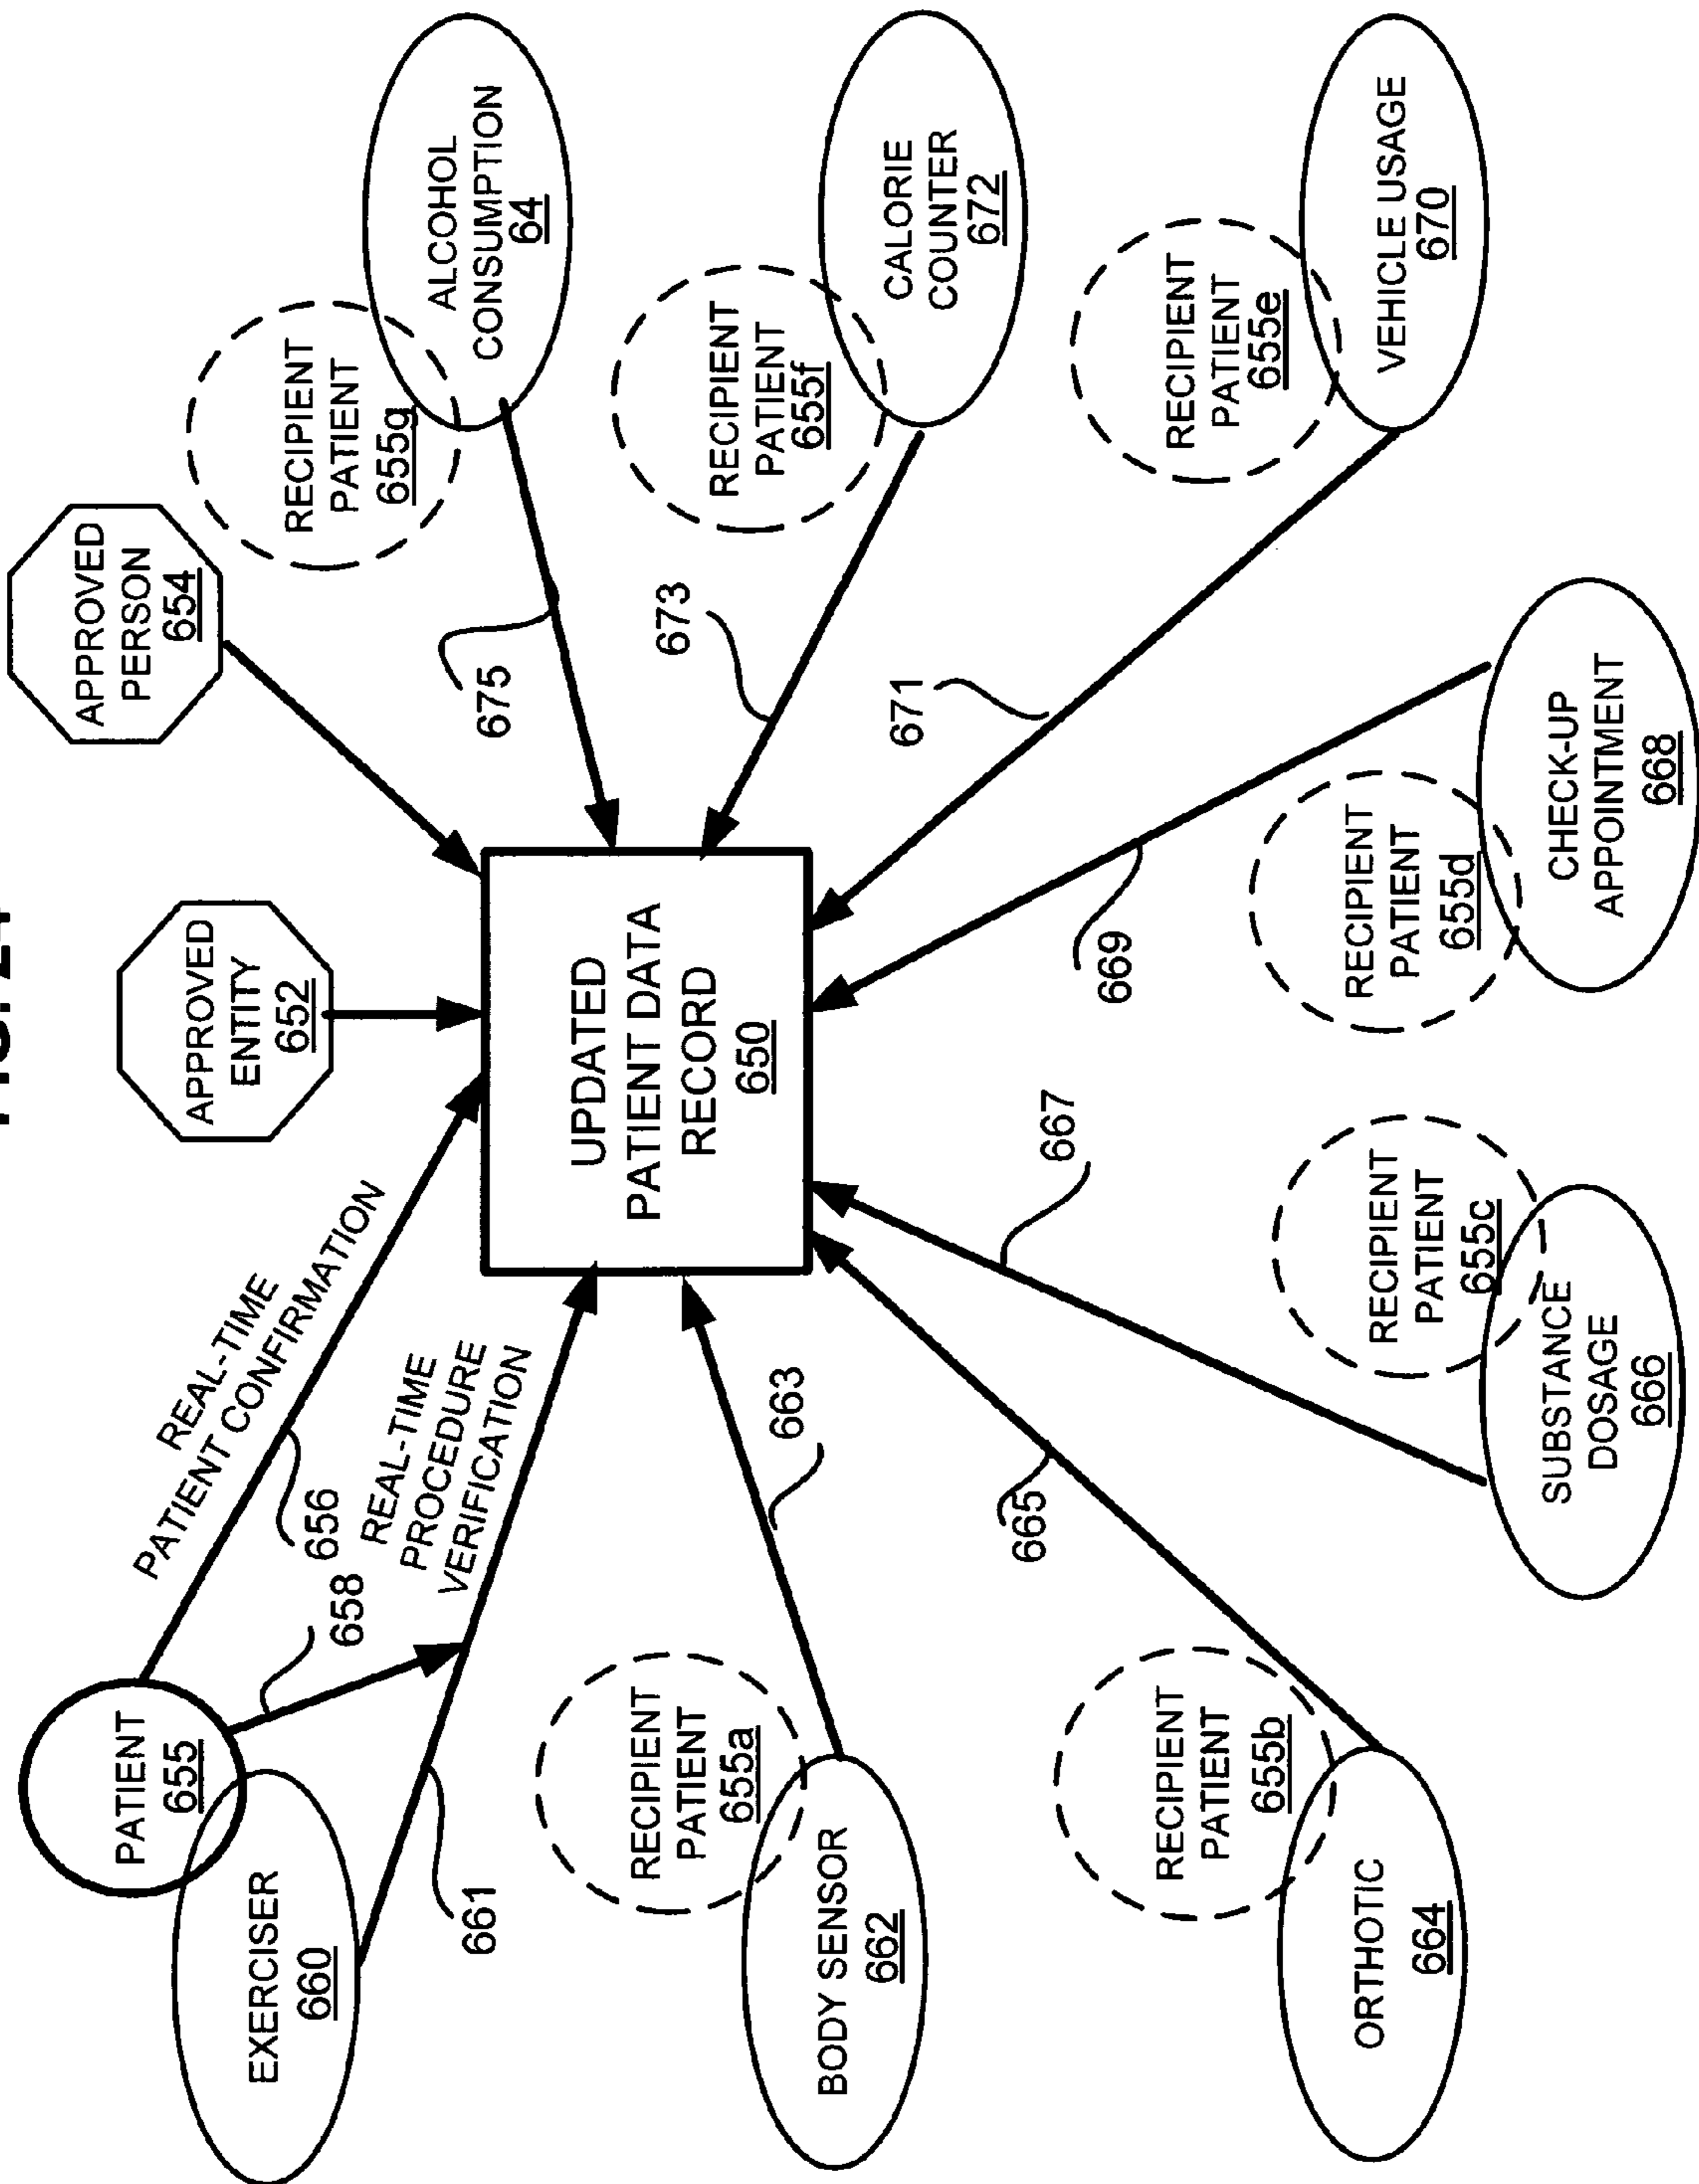 PATIENT
655
REAL-TIME
PATIENT CONFIRMATION
APPROVED
ENTITY
652
APPROVED
PERSON
654
EXERCISER
660
656
658
REAL-TIME
PROCEDURE
VERIFICATION
661
RECIPIENT
PATIENT
655g
ALCOHOL
CONSUMPTION
64
675
UPDATED
PATIENT DATA
RECORD
650
RECIPIENT
PATIENT
655a
BODY SENSOR
662
663
673
RECIPIENT
PATIENT
655f
CALORIE
COUNTER
672
671
RECIPIENT
PATIENT
655b
ORTHOTIC
664
665
667
669
RECIPIENT
PATIENT
655e
VEHICLE USAGE
670
RECIPIENT
PATIENT
655c
SUBSTANCE
DOSAGE
666
RECIPIENT
PATIENT
655d
CHECK-UP
APPOINTMENT
668